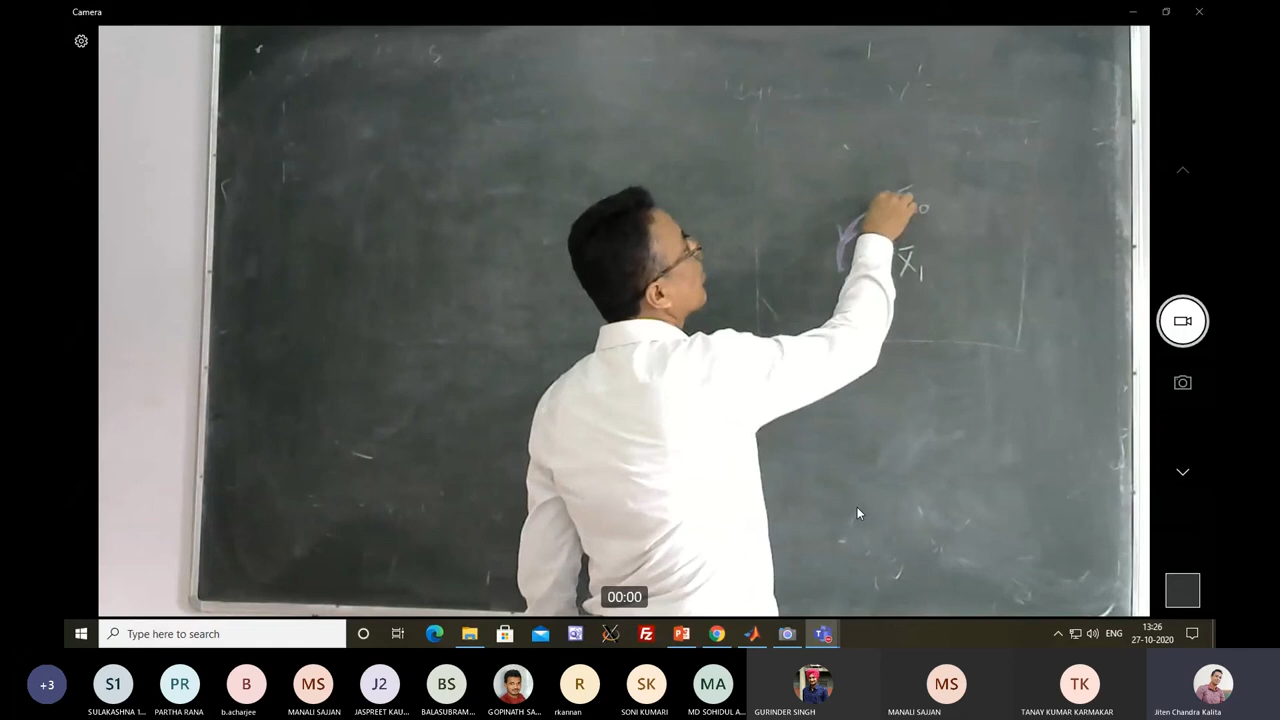 Camera
X̄₁
00:00
Type here to search
ENG
13:26
27-10-2020
+3
S1
PR
B
MS
J2
BS
R
SK
MA
MS
TK
SULAKASHNA 1...
PARTHA RANA
b.acharjee
MANALI SAJJAN
JASPREET KAU...
BALASUBRAM...
GOPINATH SA...
rkannan
SONI KUMARI
MD SOHIDUL A...
GURINDER SINGH
MANALI SAJJAN
TANAY KUMAR KARMAKAR
Jiten Chandra Kalita